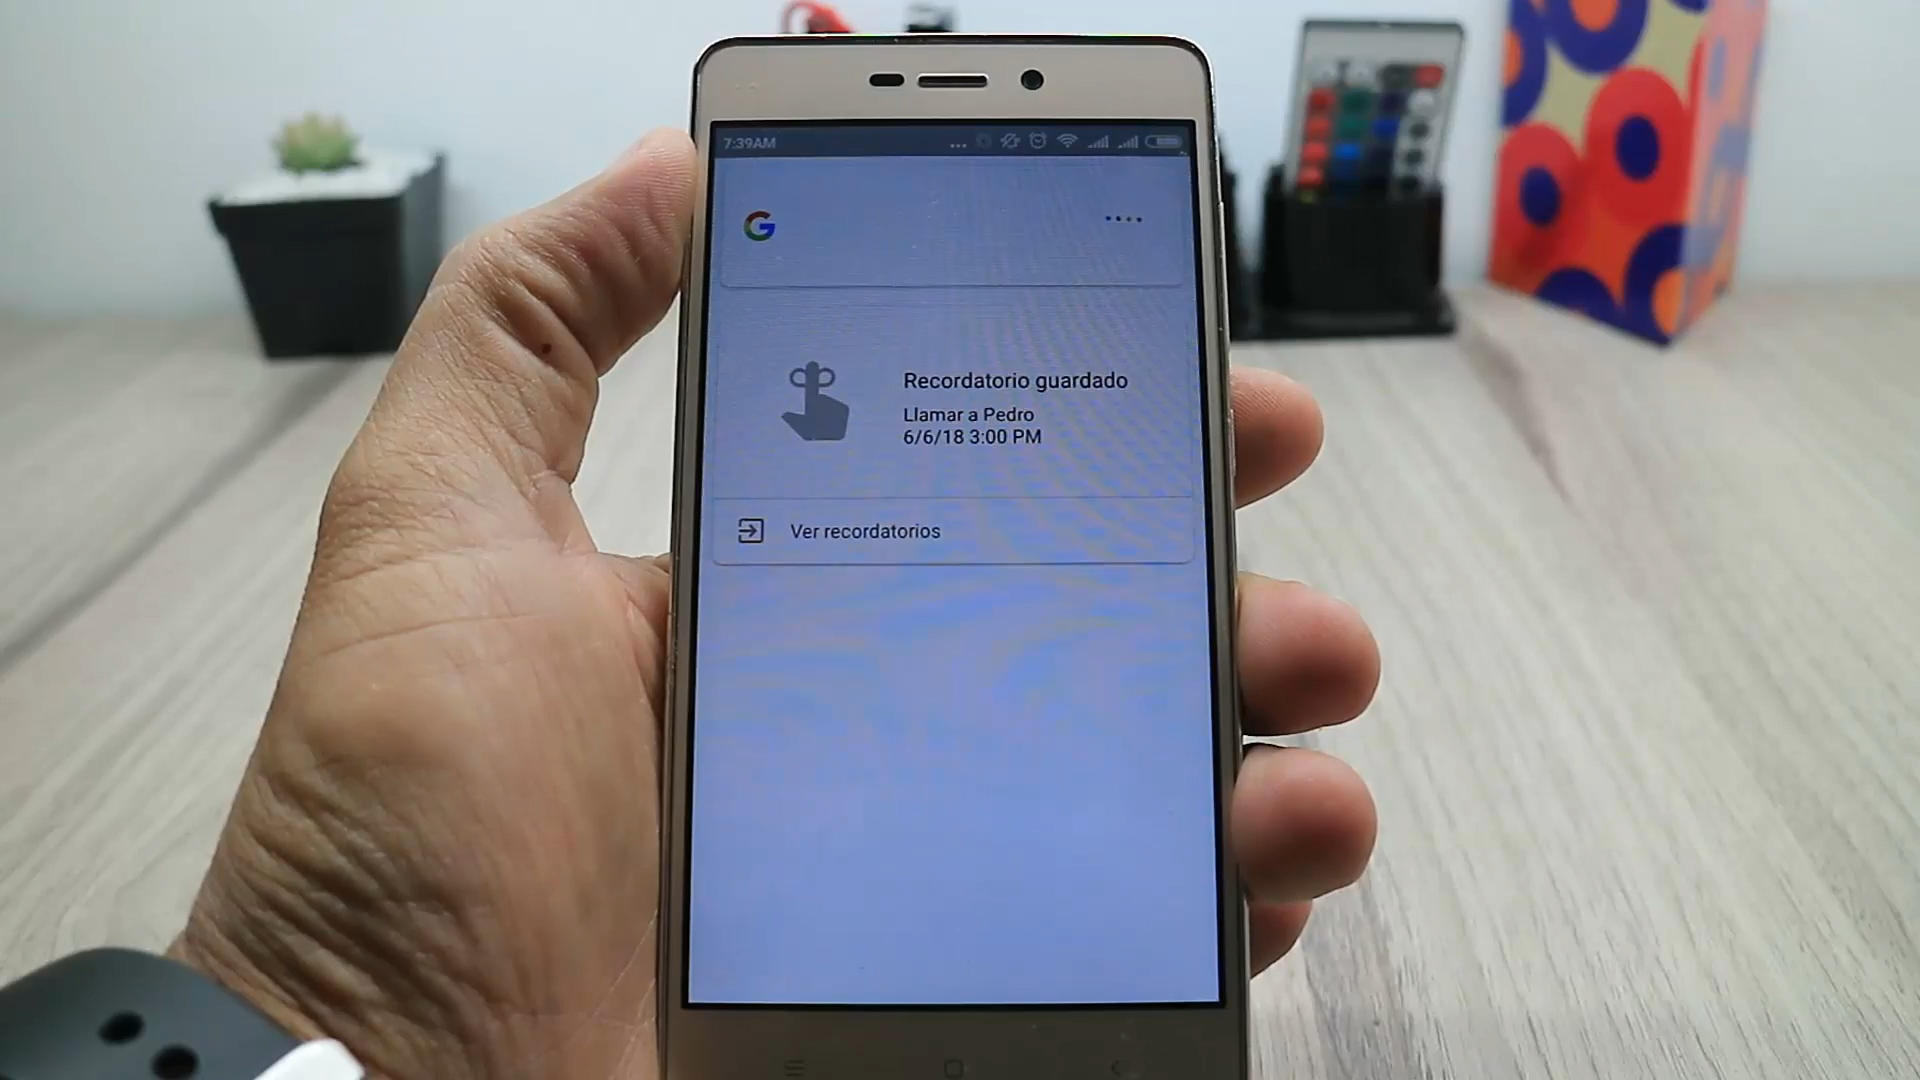 7:39AM
G
Recordatorio guardado
Llamar a Pedro
6/6/18 3:00 PM
Ver recordatorios